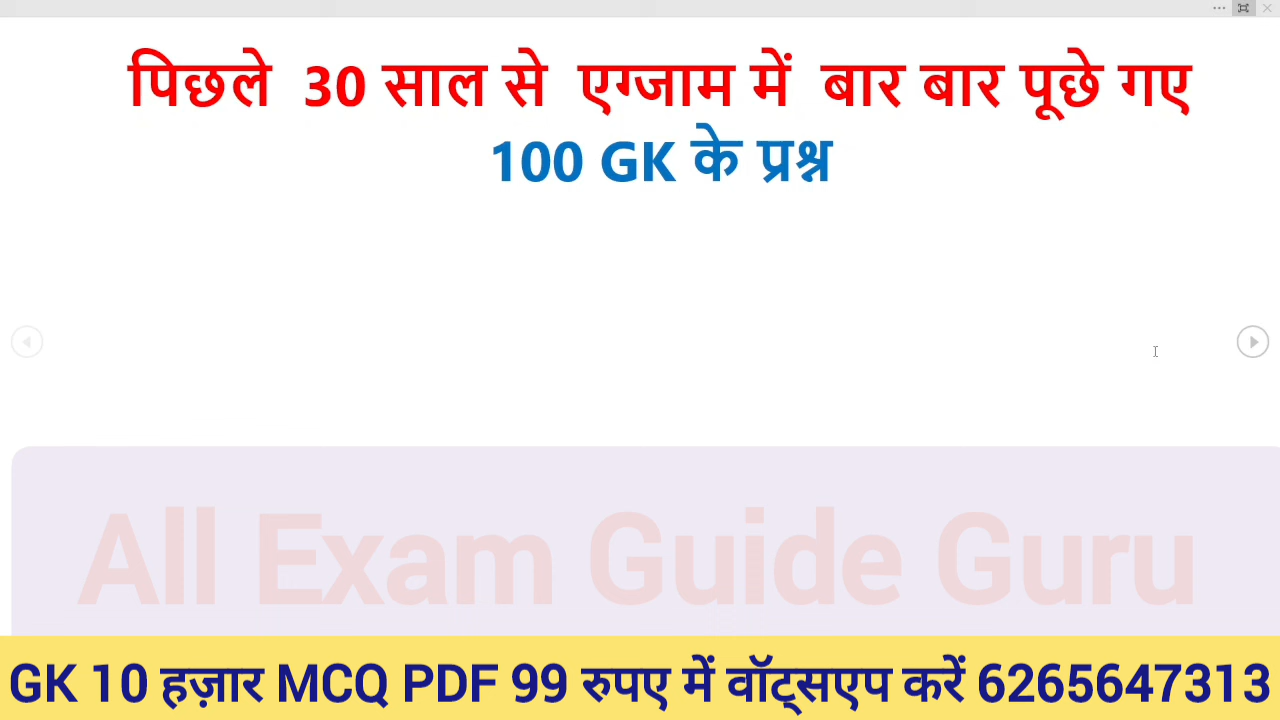 पिछले 30 साल से एग्जाम में बार बार पूछे गए
100 GK के प्रश्न
All Exam Guide Guru
GK 10 हज़ार MCQ PDF 99 रुपए में वॉट्सएप करें 6265647313